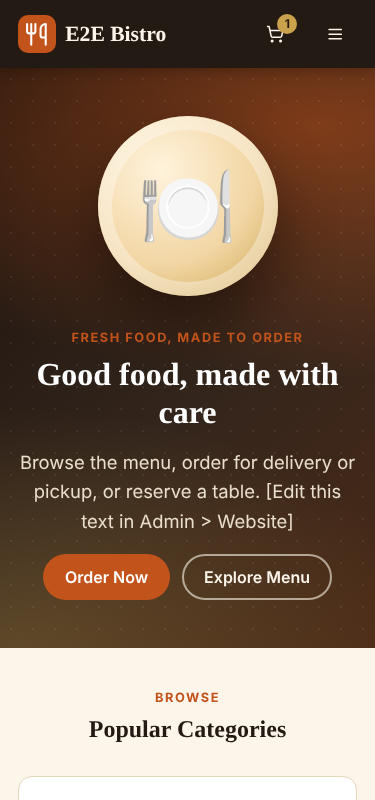 E2E Bistro
1
FRESH FOOD, MADE TO ORDER
Good food, made with
care
Browse the menu, order for delivery or
pickup, or reserve a table. [Edit this
text in Admin > Website]
Order Now
Explore Menu
BROWSE
Popular Categories